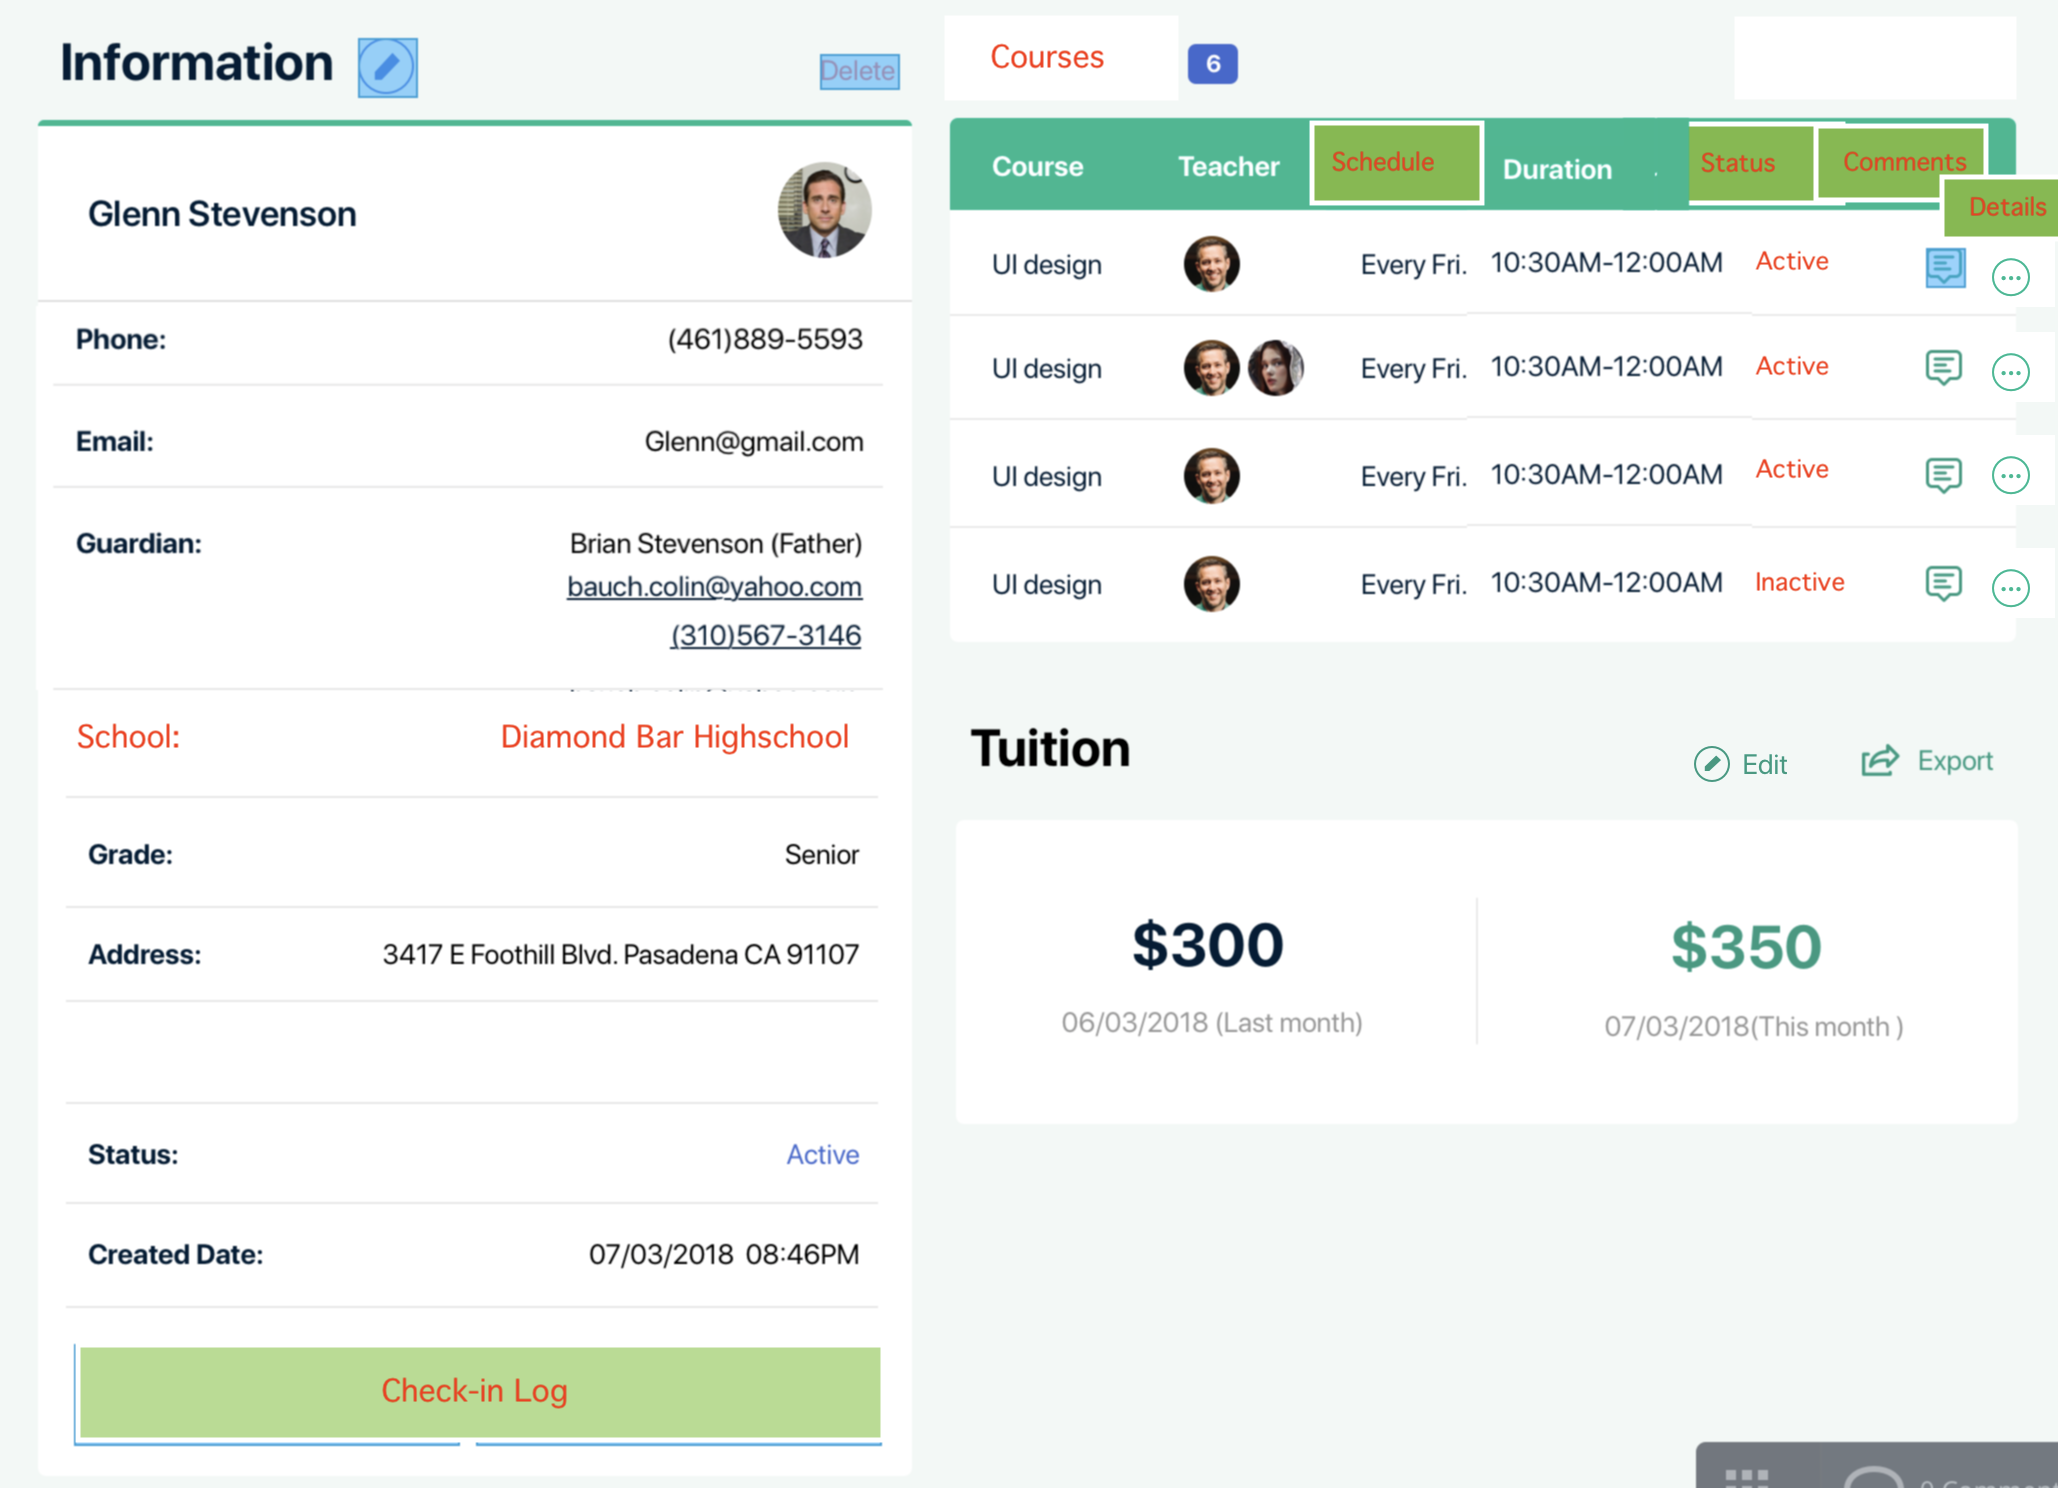 Information
Delete
Glenn Stevenson
Phone: (461)889-5593
Email: Glenn@gmail.com
Guardian: Brian Stevenson (Father)
bauch.colin@yahoo.com
(310)567-3146
School: Diamond Bar Highschool
Grade: Senior
Address: 3417 E Foothill Blvd. Pasadena CA 91107
Status: Active
Created Date: 07/03/2018 08:46PM
Check-in Log
Courses 6
Course Teacher Schedule Duration Status Comments
Details
UI design Every Fri. 10:30AM-12:00AM Active
UI design Every Fri. 10:30AM-12:00AM Active
UI design Every Fri. 10:30AM-12:00AM Active
UI design Every Fri. 10:30AM-12:00AM Inactive
Tuition
Edit Export
$300 $350
06/03/2018 (Last month) 07/03/2018(This month )